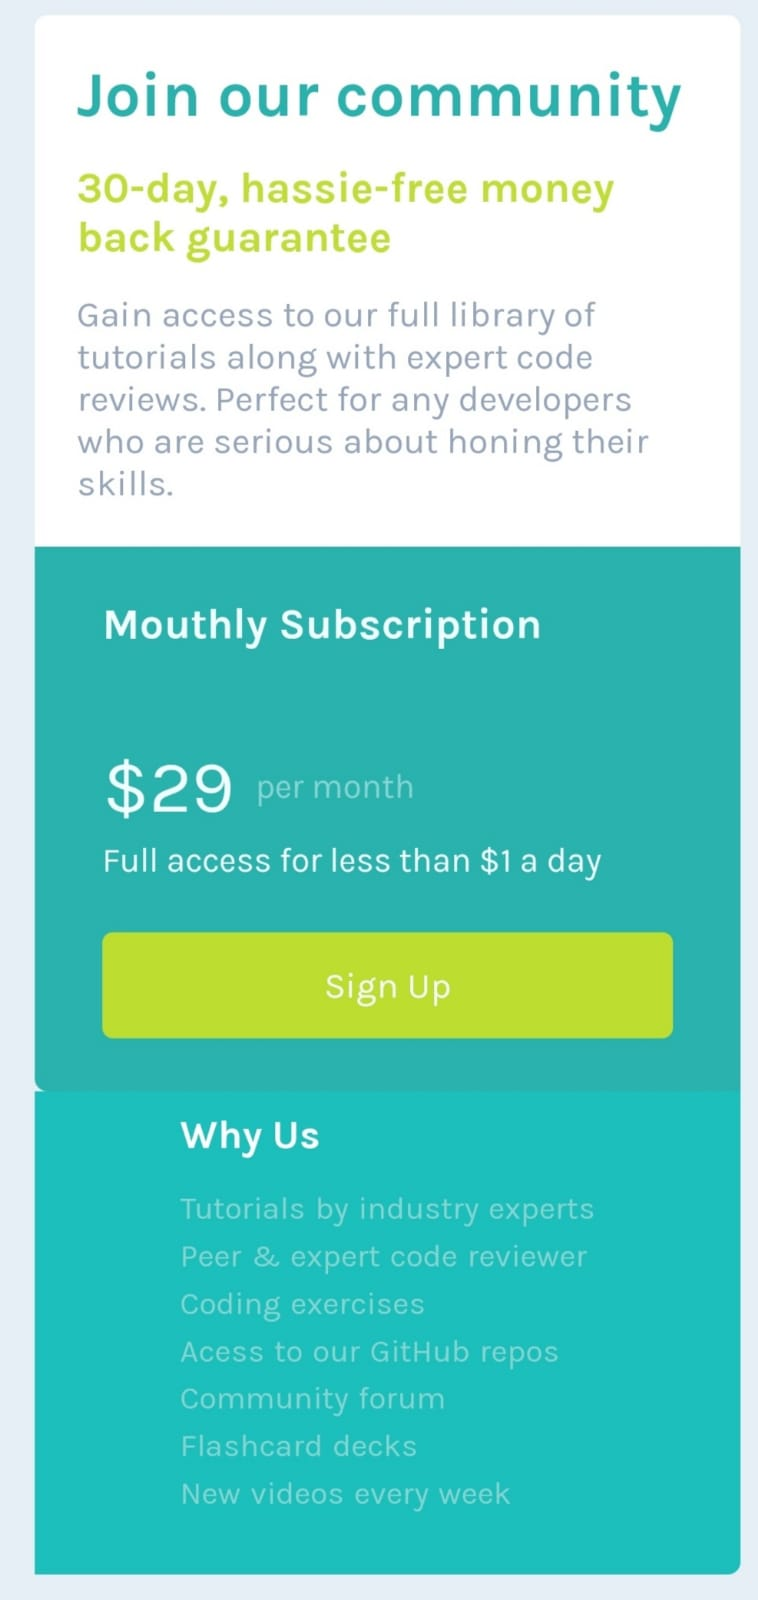 Join our community
30-day, hassie-free money
back guarantee
Gain access to our full library of
tutorials along with expert code
reviews. Perfect for any developers
who are serious about honing their
skills.
Mouthly Subscription
$29 per month
Full access for less than $1 a day
Sign Up
Why Us
Tutorials by industry experts
Peer & expert code reviewer
Coding exercises
Acess to our GitHub repos
Community forum
Flashcard decks
New videos every week